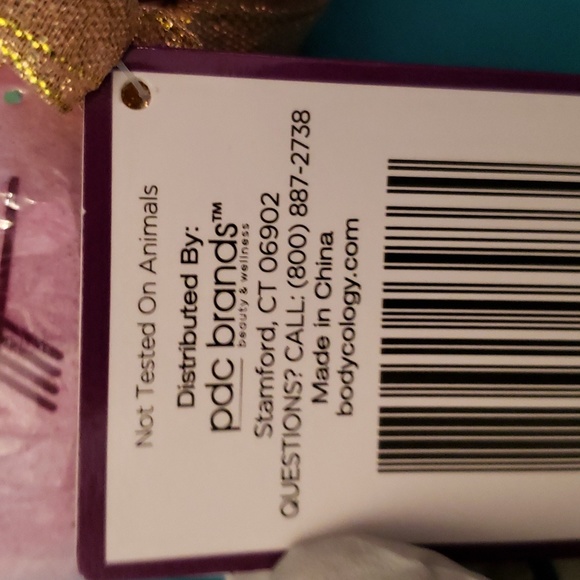 Not Tested On Animals
Distributed By:
pdc brands™
beauty & wellness
Stamford, CT 06902
QUESTIONS? CALL: (800) 887-2738
Made in China
bodycology.com